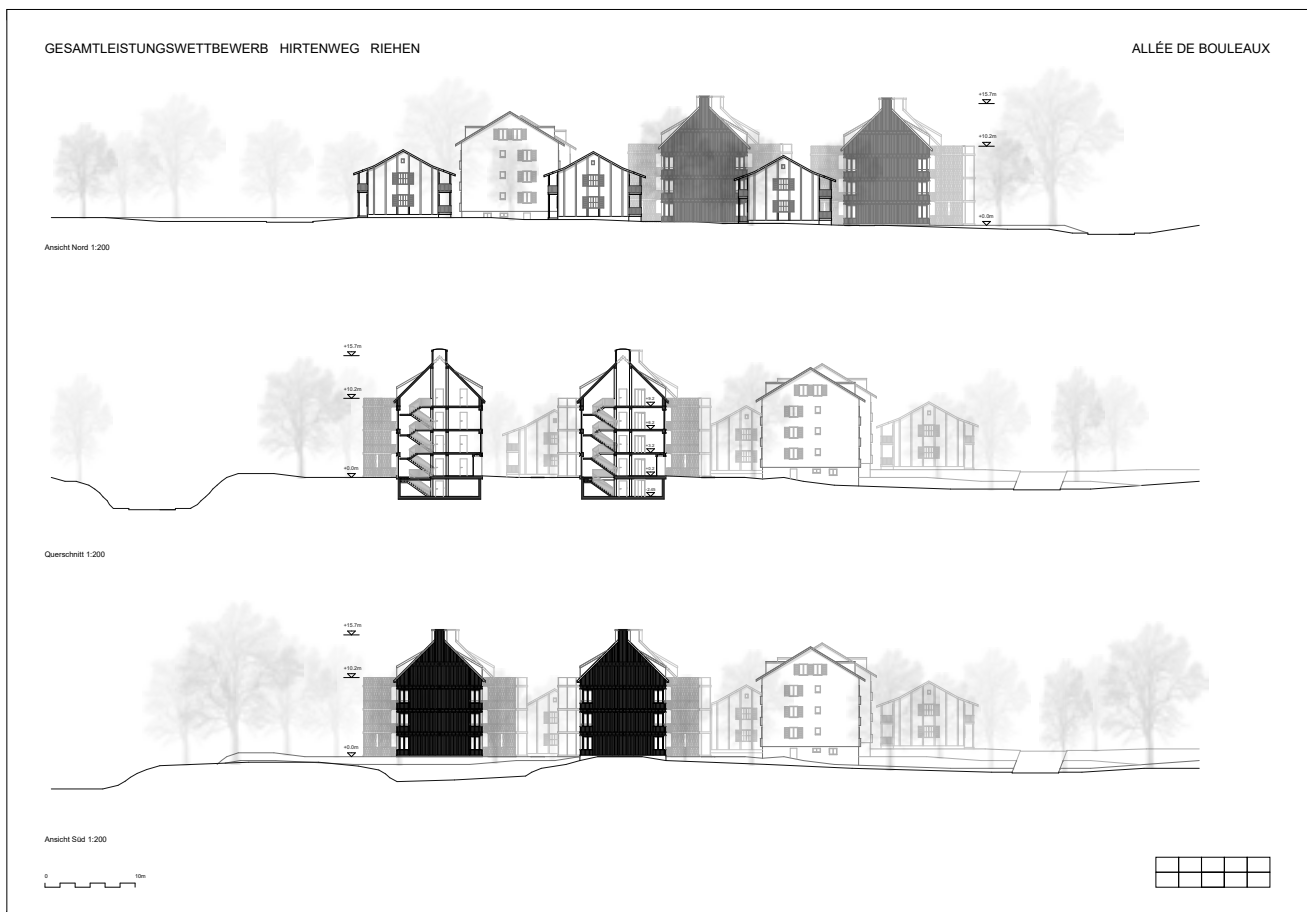 GESAMTLEISTUNGSWETTBEWERB HIRTENWEG RIEHEN
ALLÉE DE BOULEAUX
+15.7m
+10.2m
+0.0m
Ansicht Nord 1:200
+15.7m
+10.2m
+0.0m
Querschnitt 1:200
+15.7m
+10.2m
+0.0m
Ansicht Süd 1:200
0 10m